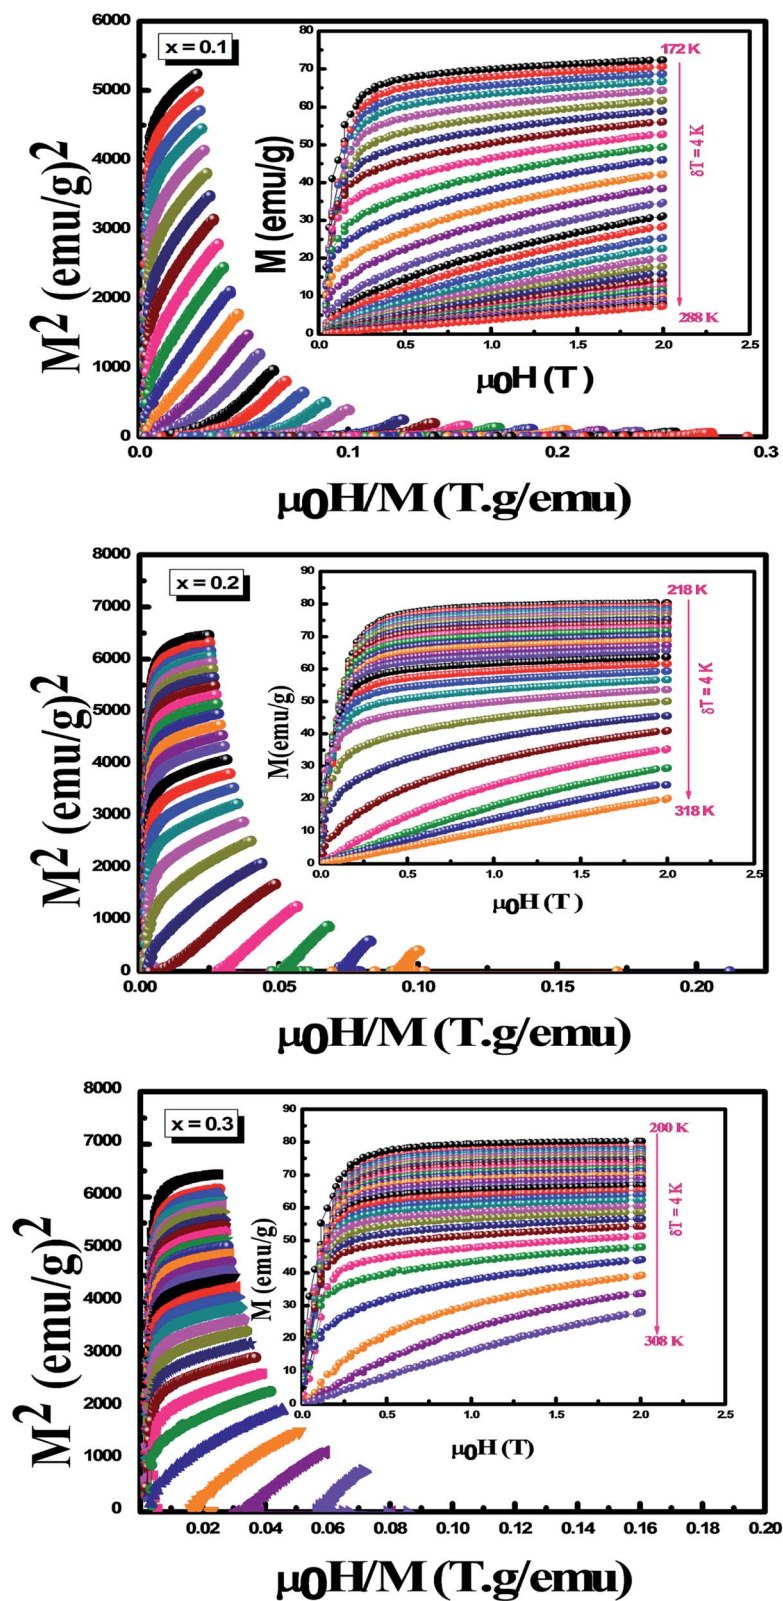 x = 0.1
M2 (emu/g)2
6000
5000
4000
3000
2000
1000
0
0.0 0.1 0.2 0.3
μ0H/M (T.g/emu)
M (emu/g)
80
70
60
50
40
30
20
10
0
0.0 0.5 1.0 1.5 2.0 2.5
μ0H (T)
172 K
δT = 4 K
288 K
x = 0.2
M2 (emu/g)2
8000
7000
6000
5000
4000
3000
2000
1000
0
0.00 0.05 0.10 0.15 0.20
μ0H/M (T.g/emu)
M(emu/g)
90
80
70
60
50
40
30
20
10
0
0.0 0.5 1.0 1.5 2.0 2.5
μ0H (T )
218 K
δT = 4 K
318 K
x = 0.3
M2 (emu/g)2
8000
7000
6000
5000
4000
3000
2000
1000
0
0.02 0.04 0.06 0.08 0.10 0.12 0.14 0.16 0.18 0.20
μ0H/M (T.g/emu)
M (emu/g)
90
80
70
60
50
40
30
20
10
0
0.0 0.5 1.0 1.5 2.0 2.5
μ0H (T)
200 K
δT = 4 K
308 K